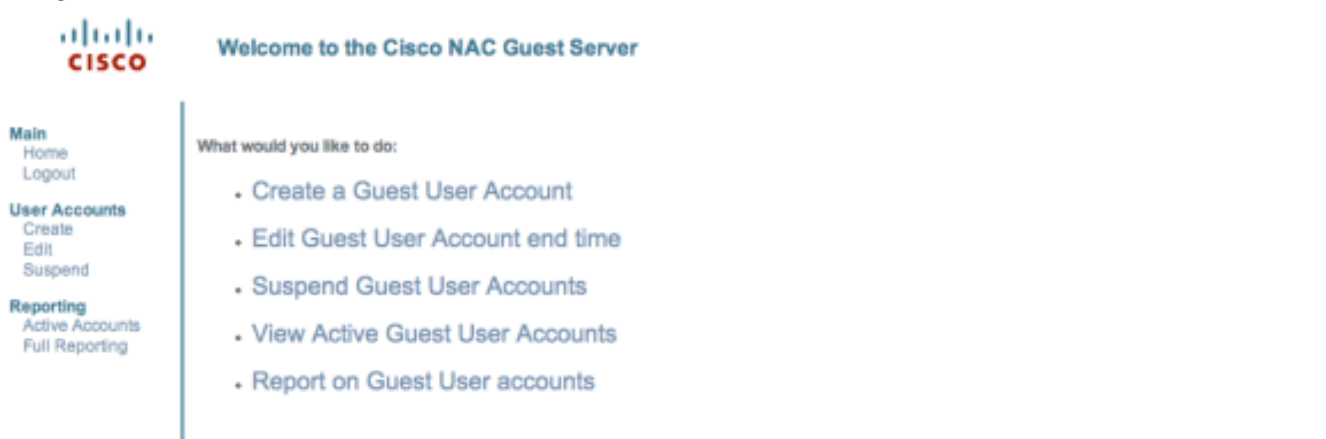 CISCO
Welcome to the Cisco NAC Guest Server
Main
Home
Logout
User Accounts
Create
Edit
Suspend
Reporting
Active Accounts
Full Reporting
What would you like to do:
• Create a Guest User Account
• Edit Guest User Account end time
• Suspend Guest User Accounts
• View Active Guest User Accounts
• Report on Guest User accounts